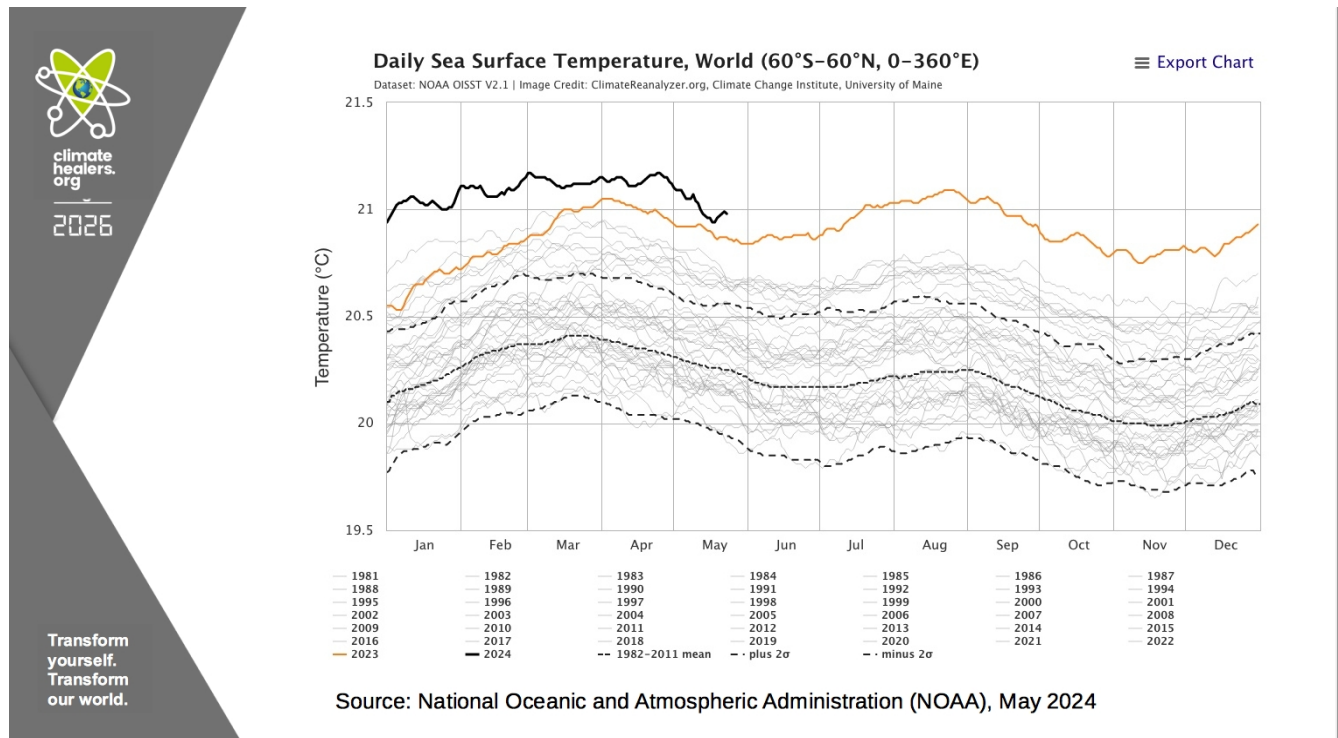 climate
healers.
org
2026
Transform
yourself.
Transform
our world.
Daily Sea Surface Temperature, World (60°S–60°N, 0–360°E)
Export Chart
Dataset: NOAA OISST V2.1 | Image Credit: ClimateReanalyzer.org, Climate Change Institute, University of Maine
Temperature (°C)
21.5
21
20.5
20
19.5
Jan Feb Mar Apr May Jun Jul Aug Sep Oct Nov Dec
1981 1982 1983 1984 1985 1986 1987
1988 1989 1990 1991 1992 1993 1994
1995 1996 1997 1998 1999 2000 2001
2002 2003 2004 2005 2006 2007 2008
2009 2010 2011 2012 2013 2014 2015
2016 2017 2018 2019 2020 2021 2022
2023 2024 1982–2011 mean plus 2σ minus 2σ
Source: National Oceanic and Atmospheric Administration (NOAA), May 2024